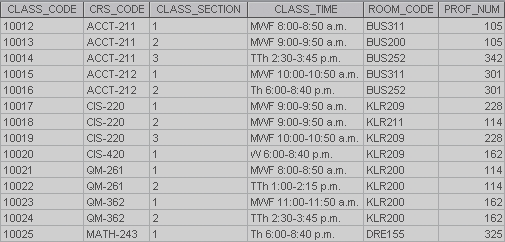 CLASS_CODE CRS_CODE CLASS_SECTION CLASS_TIME ROOM_CODE PROF_NUM
10012 ACCT-211 1 MWF 8:00-8:50 a.m. BUS311 105
10013 ACCT-211 2 MWF 9:00-9:50 a.m. BUS200 105
10014 ACCT-211 3 TTh 2:30-3:45 p.m. BUS252 342
10015 ACCT-212 1 MWF 10:00-10:50 a.m. BUS311 301
10016 ACCT-212 2 Th 6:00-8:40 p.m. BUS252 301
10017 CIS-220 1 MWF 9:00-9:50 a.m. KLR209 228
10018 CIS-220 2 MWF 9:00-9:50 a.m. KLR211 114
10019 CIS-220 3 MWF 10:00-10:50 a.m. KLR209 228
10020 CIS-420 1 W 6:00-8:40 p.m. KLR209 162
10021 QM-261 1 MWF 8:00-8:50 a.m. KLR200 114
10022 QM-261 2 TTh 1:00-2:15 p.m. KLR200 114
10023 QM-362 1 MWF 11:00-11:50 a.m. KLR200 162
10024 QM-362 2 TTh 2:30-3:45 p.m. KLR200 162
10025 MATH-243 1 Th 6:00-8:40 p.m. DRE155 325